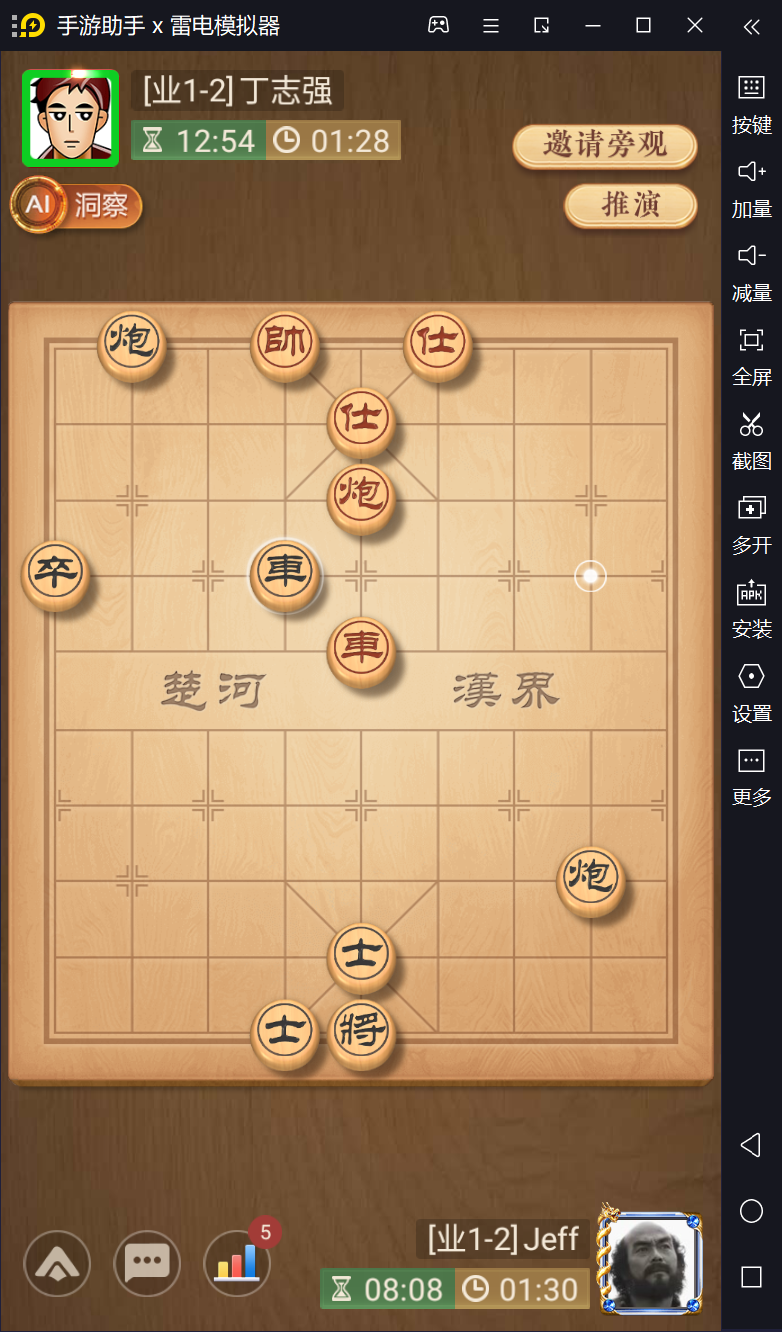 手游助手 x 雷电模拟器
[业1-2]丁志强
12:54 01:28
邀请旁观
AI 洞察
推演
炮 帥 仕
仕
炮
卒 車
車
楚河 漢界
炮
士
士 將
5
[业1-2]Jeff
08:08 01:30
按键
加量
减量
全屏
截图
多开
APK
安装
设置
更多